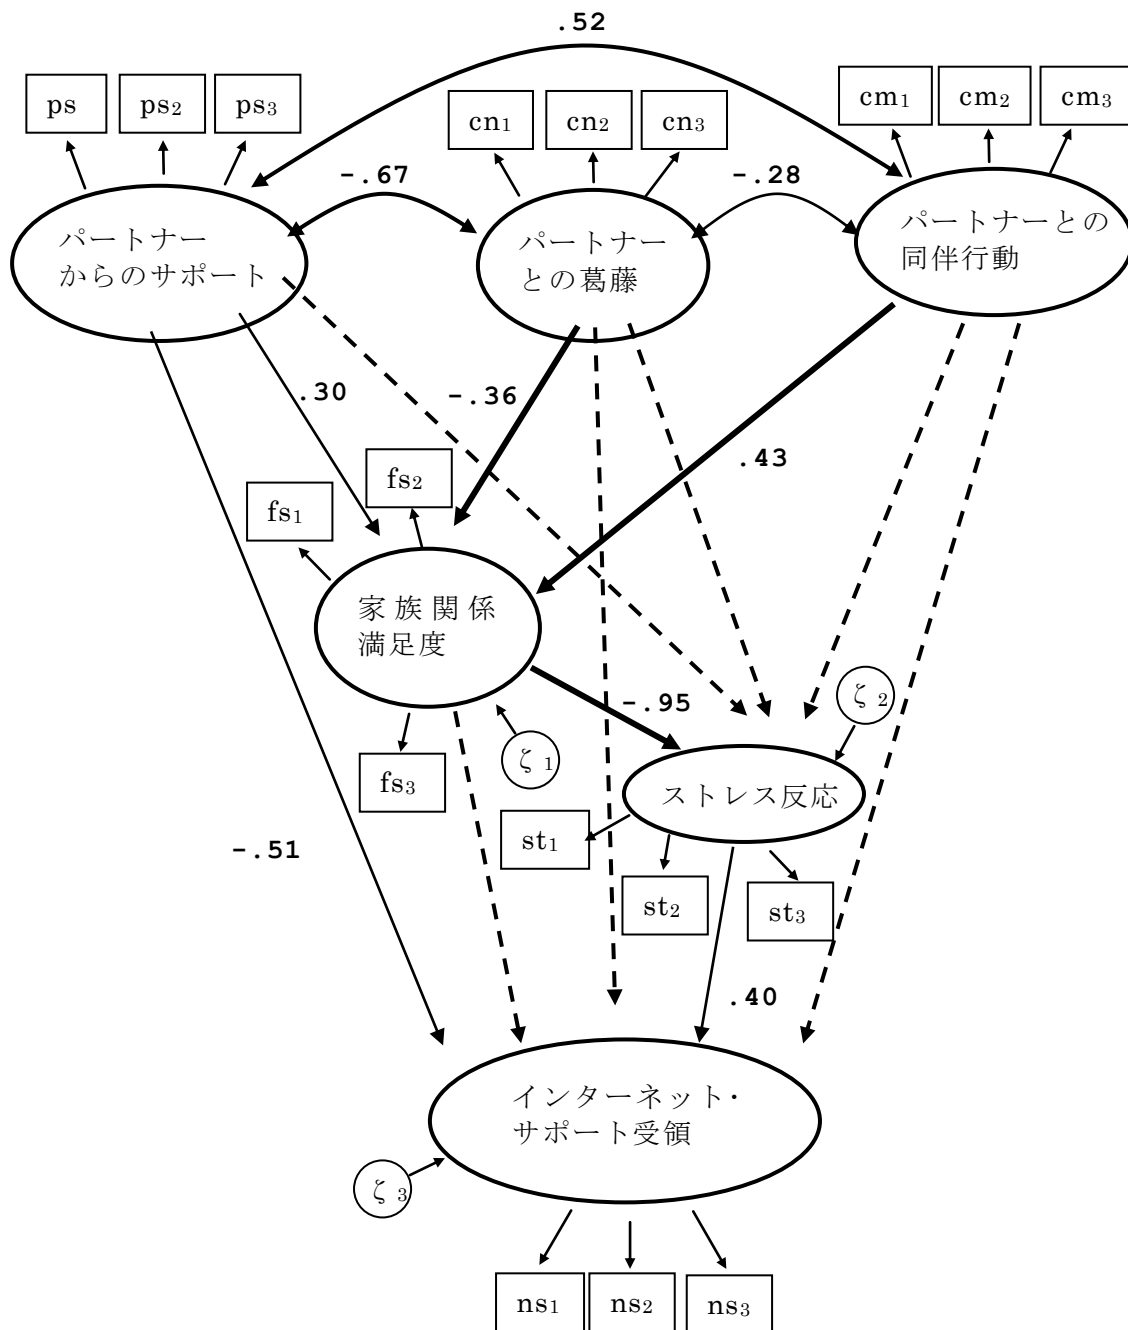 .52
ps
ps2
ps3
cn1
cn2
cn3
cm1
cm2
cm3
-.67
-.28
パートナー
からのサポート
パートナー
との葛藤
パートナーとの
同伴行動
.30
-.36
.43
fs1
fs2
家族関係
満足度
-.95
ζ2
ζ1
fs3
ストレス反応
st1
st2
st3
-.51
.40
インターネット・
サポート受領
ζ3
ns1
ns2
ns3